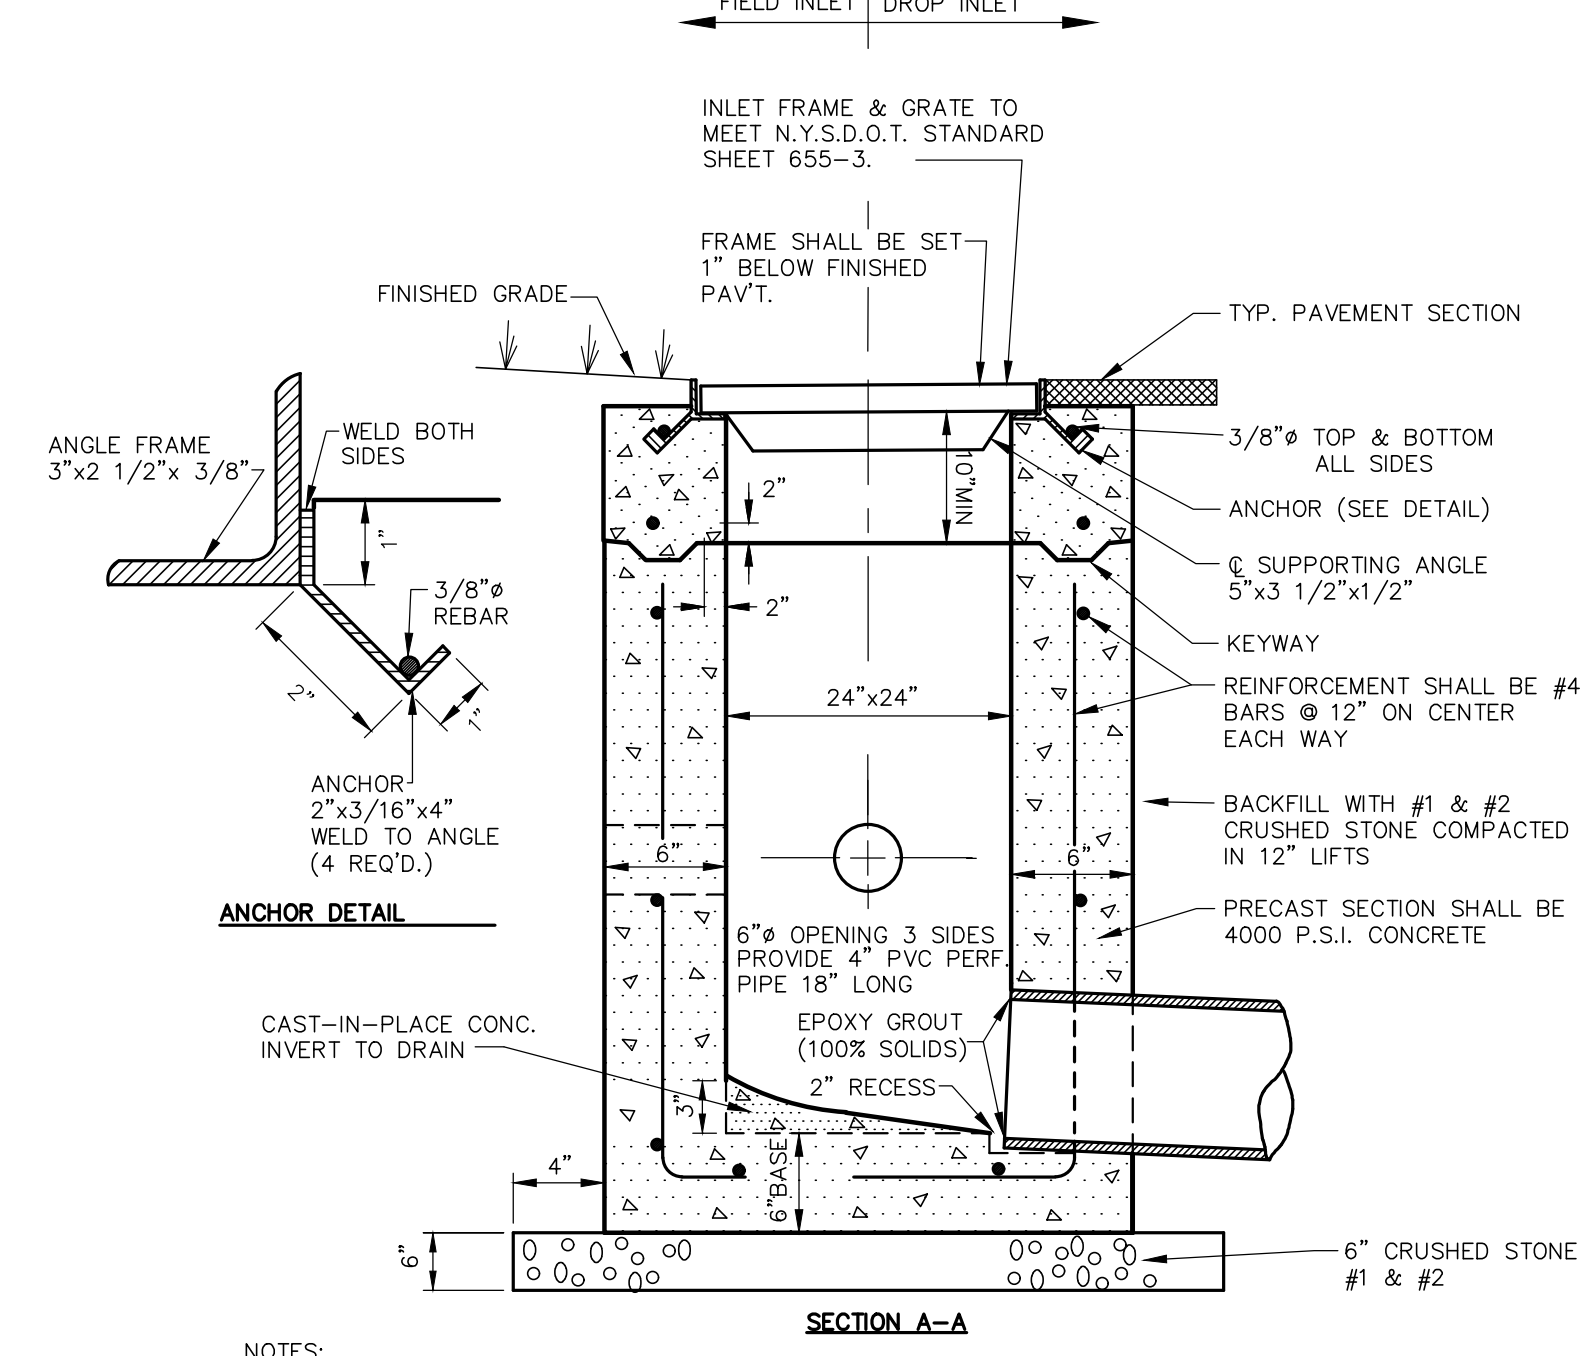 FIELD INLET DROP INLET
INLET FRAME & GRATE TO
MEET N.Y.S.D.O.T. STANDARD
SHEET 655-3.
FRAME SHALL BE SET
1" BELOW FINISHED
PAV'T.
FINISHED GRADE
TYP. PAVEMENT SECTION
ANGLE FRAME
3"x2 1/2"x 3/8"
WELD BOTH
SIDES
1"
3/8"ø
REBAR
2"
1"
ANCHOR
2"x3/16"x4"
WELD TO ANGLE
(4 REQ'D.)
ANCHOR DETAIL
3/8"ø TOP & BOTTOM
ALL SIDES
ANCHOR (SEE DETAIL)
℄ SUPPORTING ANGLE
5"x3 1/2"x1/2"
KEYWAY
REINFORCEMENT SHALL BE #4
BARS @ 12" ON CENTER
EACH WAY
BACKFILL WITH #1 & #2
CRUSHED STONE COMPACTED
IN 12" LIFTS
PRECAST SECTION SHALL BE
4000 P.S.I. CONCRETE
2"
10"MIN
2"
24"x24"
6"
6"
6"ø OPENING 3 SIDES
PROVIDE 4" PVC PERF.
PIPE 18" LONG
EPOXY GROUT
(100% SOLIDS)
2" RECESS
CAST-IN-PLACE CONC.
INVERT TO DRAIN
3"
6"BASE
4"
6"
6" CRUSHED STONE
#1 & #2
SECTION A-A
NOTES: